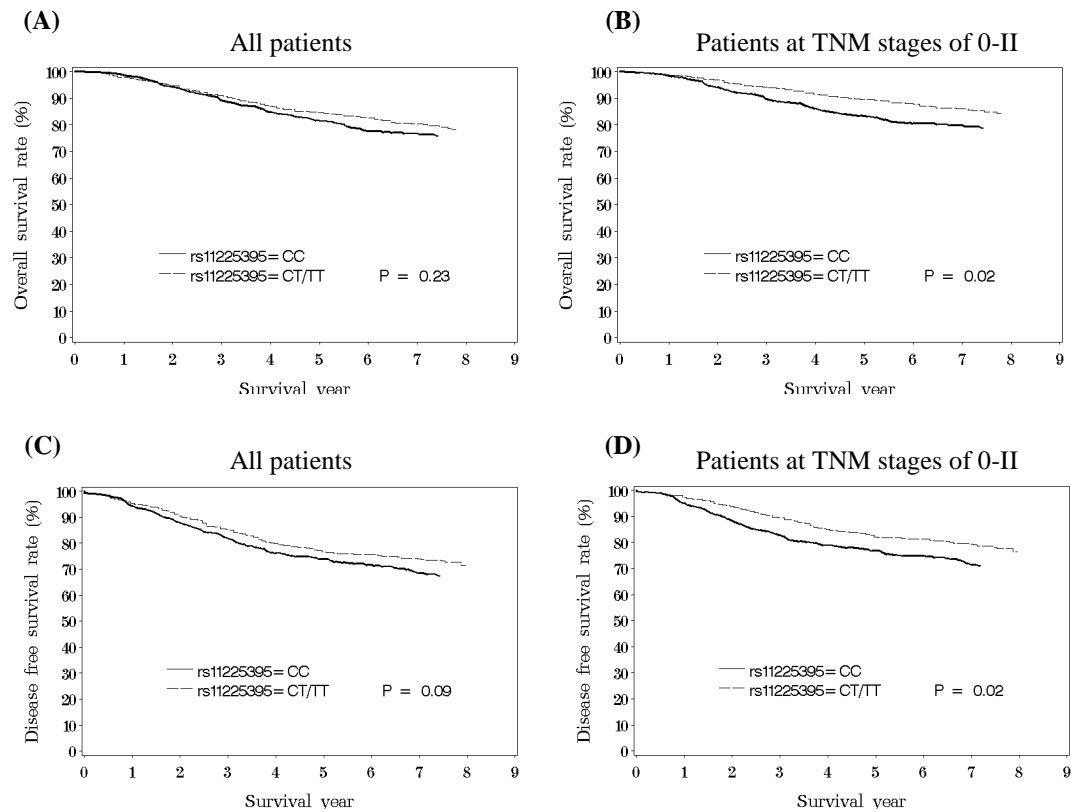 (A)
All patients
Overall survival rate (%)
100
90
80
70
60
50
40
30
20
10
0
rs11225395= CC
rs11225395= CT/TT P = 0.23
0 1 2 3 4 5 6 7 8 9
Survival year
(B)
Patients at TNM stages of 0-II
Overall survival rate (%)
100
90
80
70
60
50
40
30
20
10
0
rs11225395= CC
rs11225395= CT/TT P = 0.02
0 1 2 3 4 5 6 7 8 9
Survival year
(C)
All patients
Disease free survival rate (%)
100
90
80
70
60
50
40
30
20
10
0
rs11225395= CC
rs11225395= CT/TT P = 0.09
0 1 2 3 4 5 6 7 8 9
Survival year
(D)
Patients at TNM stages of 0-II
Disease free survival rate (%)
100
90
80
70
60
50
40
30
20
10
0
rs11225395= CC
rs11225395= CT/TT P = 0.02
0 1 2 3 4 5 6 7 8 9
Survival year